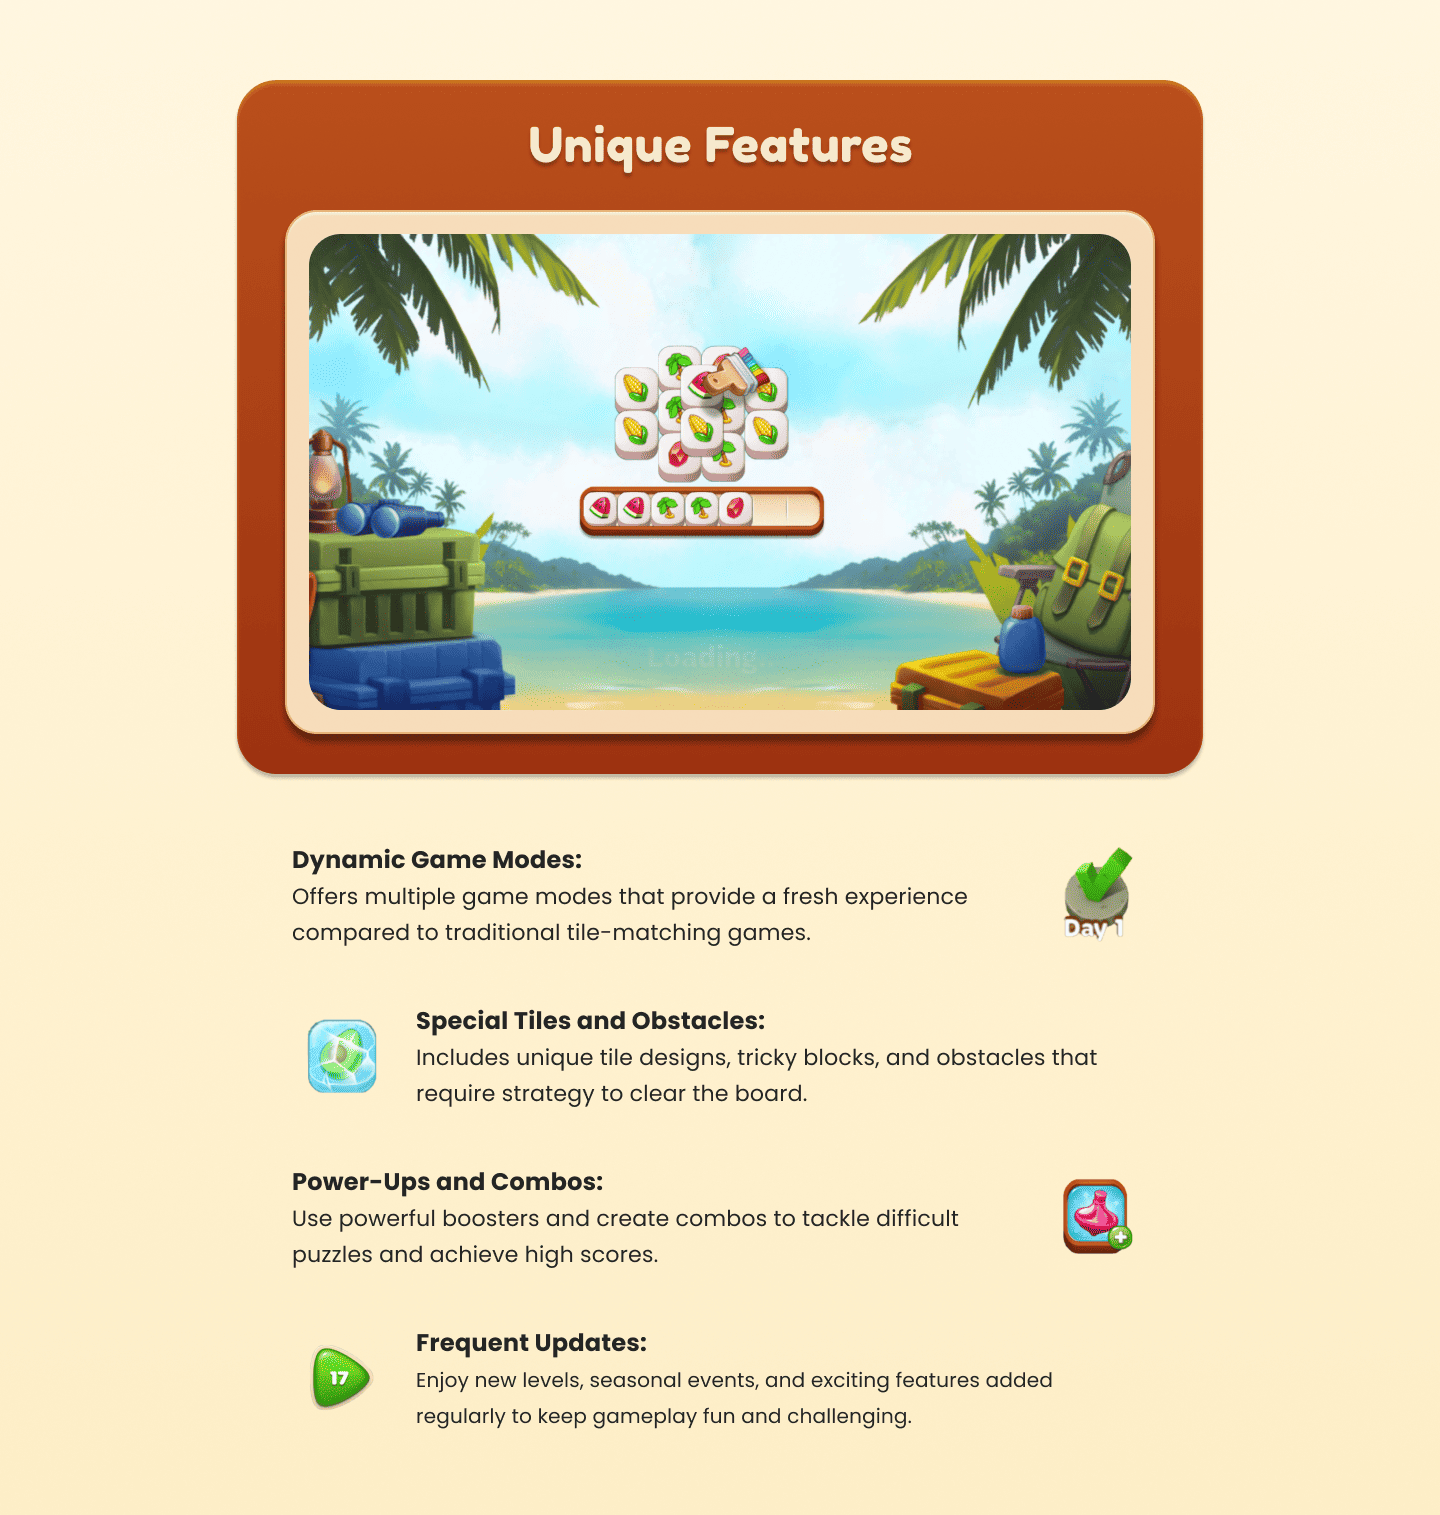 Unique Features
Loading..
Dynamic Game Modes:
Offers multiple game modes that provide a fresh experience
compared to traditional tile-matching games.
Day 1
Special Tiles and Obstacles:
Includes unique tile designs, tricky blocks, and obstacles that
require strategy to clear the board.
Power-Ups and Combos:
Use powerful boosters and create combos to tackle difficult
puzzles and achieve high scores.
Frequent Updates:
17
Enjoy new levels, seasonal events, and exciting features added
regularly to keep gameplay fun and challenging.